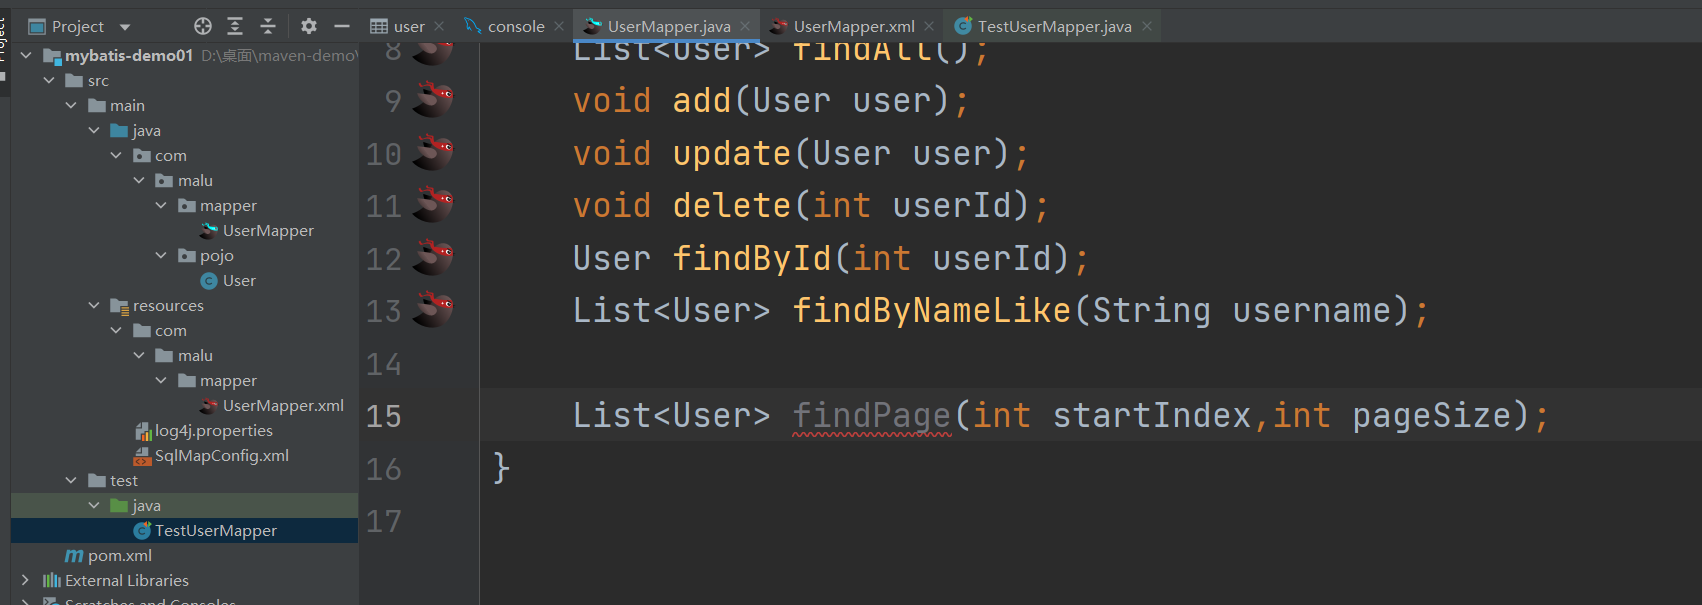 Project
user
console
UserMapper.java
UserMapper.xml
TestUserMapper.java
Project
mybatis-demo01 D:\桌面\maven-demo\
src
main
java
com
malu
mapper
UserMapper
pojo
User
resources
com
malu
mapper
UserMapper.xml
log4j.properties
SqlMapConfig.xml
test
java
TestUserMapper
pom.xml
External Libraries
Scratches and Consoles
8 List<User> findAll();
9 void add(User user);
10 void update(User user);
11 void delete(int userId);
12 User findById(int userId);
13 List<User> findByNameLike(String username);
14
15 List<User> findPage(int startIndex,int pageSize);
16 }
17